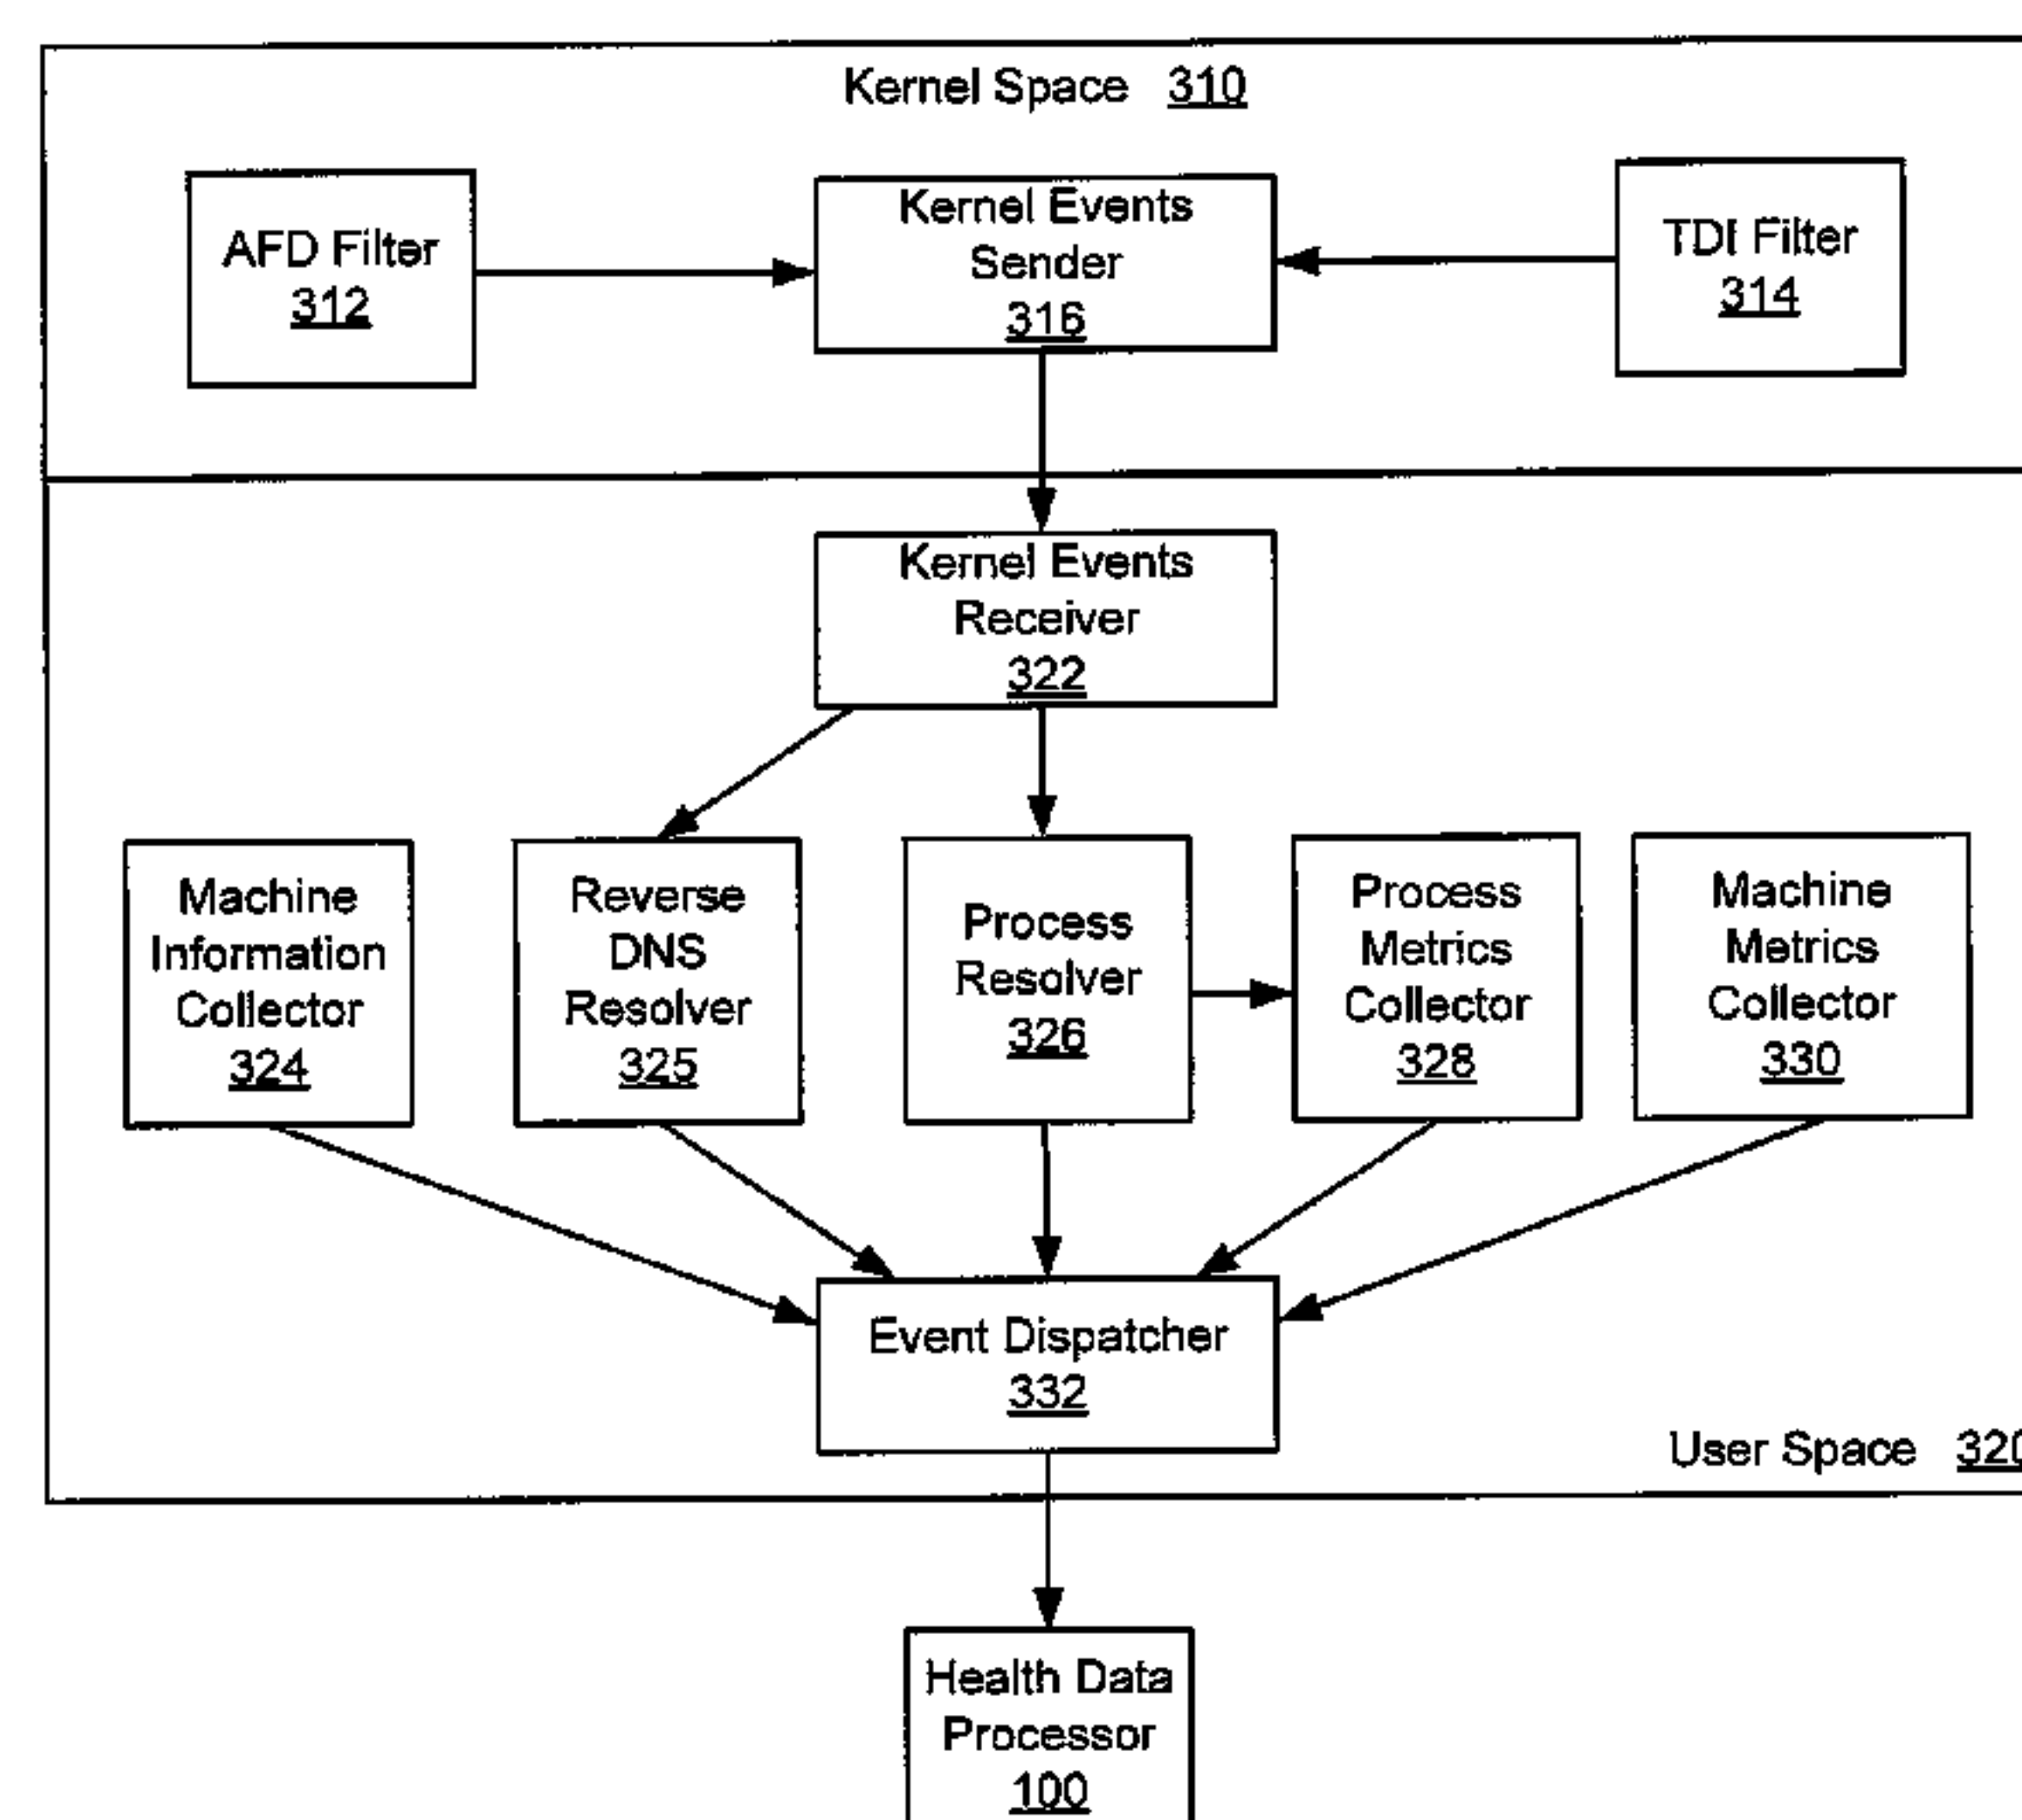 Kernel Space 310
AFD Filter
312
Kernel Events
Sender
316
TDI Filter
314
Kernel Events
Receiver
322
Machine
Information
Collector
324
Reverse
DNS
Resolver
325
Process
Resolver
326
Process
Metrics
Collector
328
Machine
Metrics
Collector
330
Event Dispatcher
332
User Space 320
Health Data
Processor
100